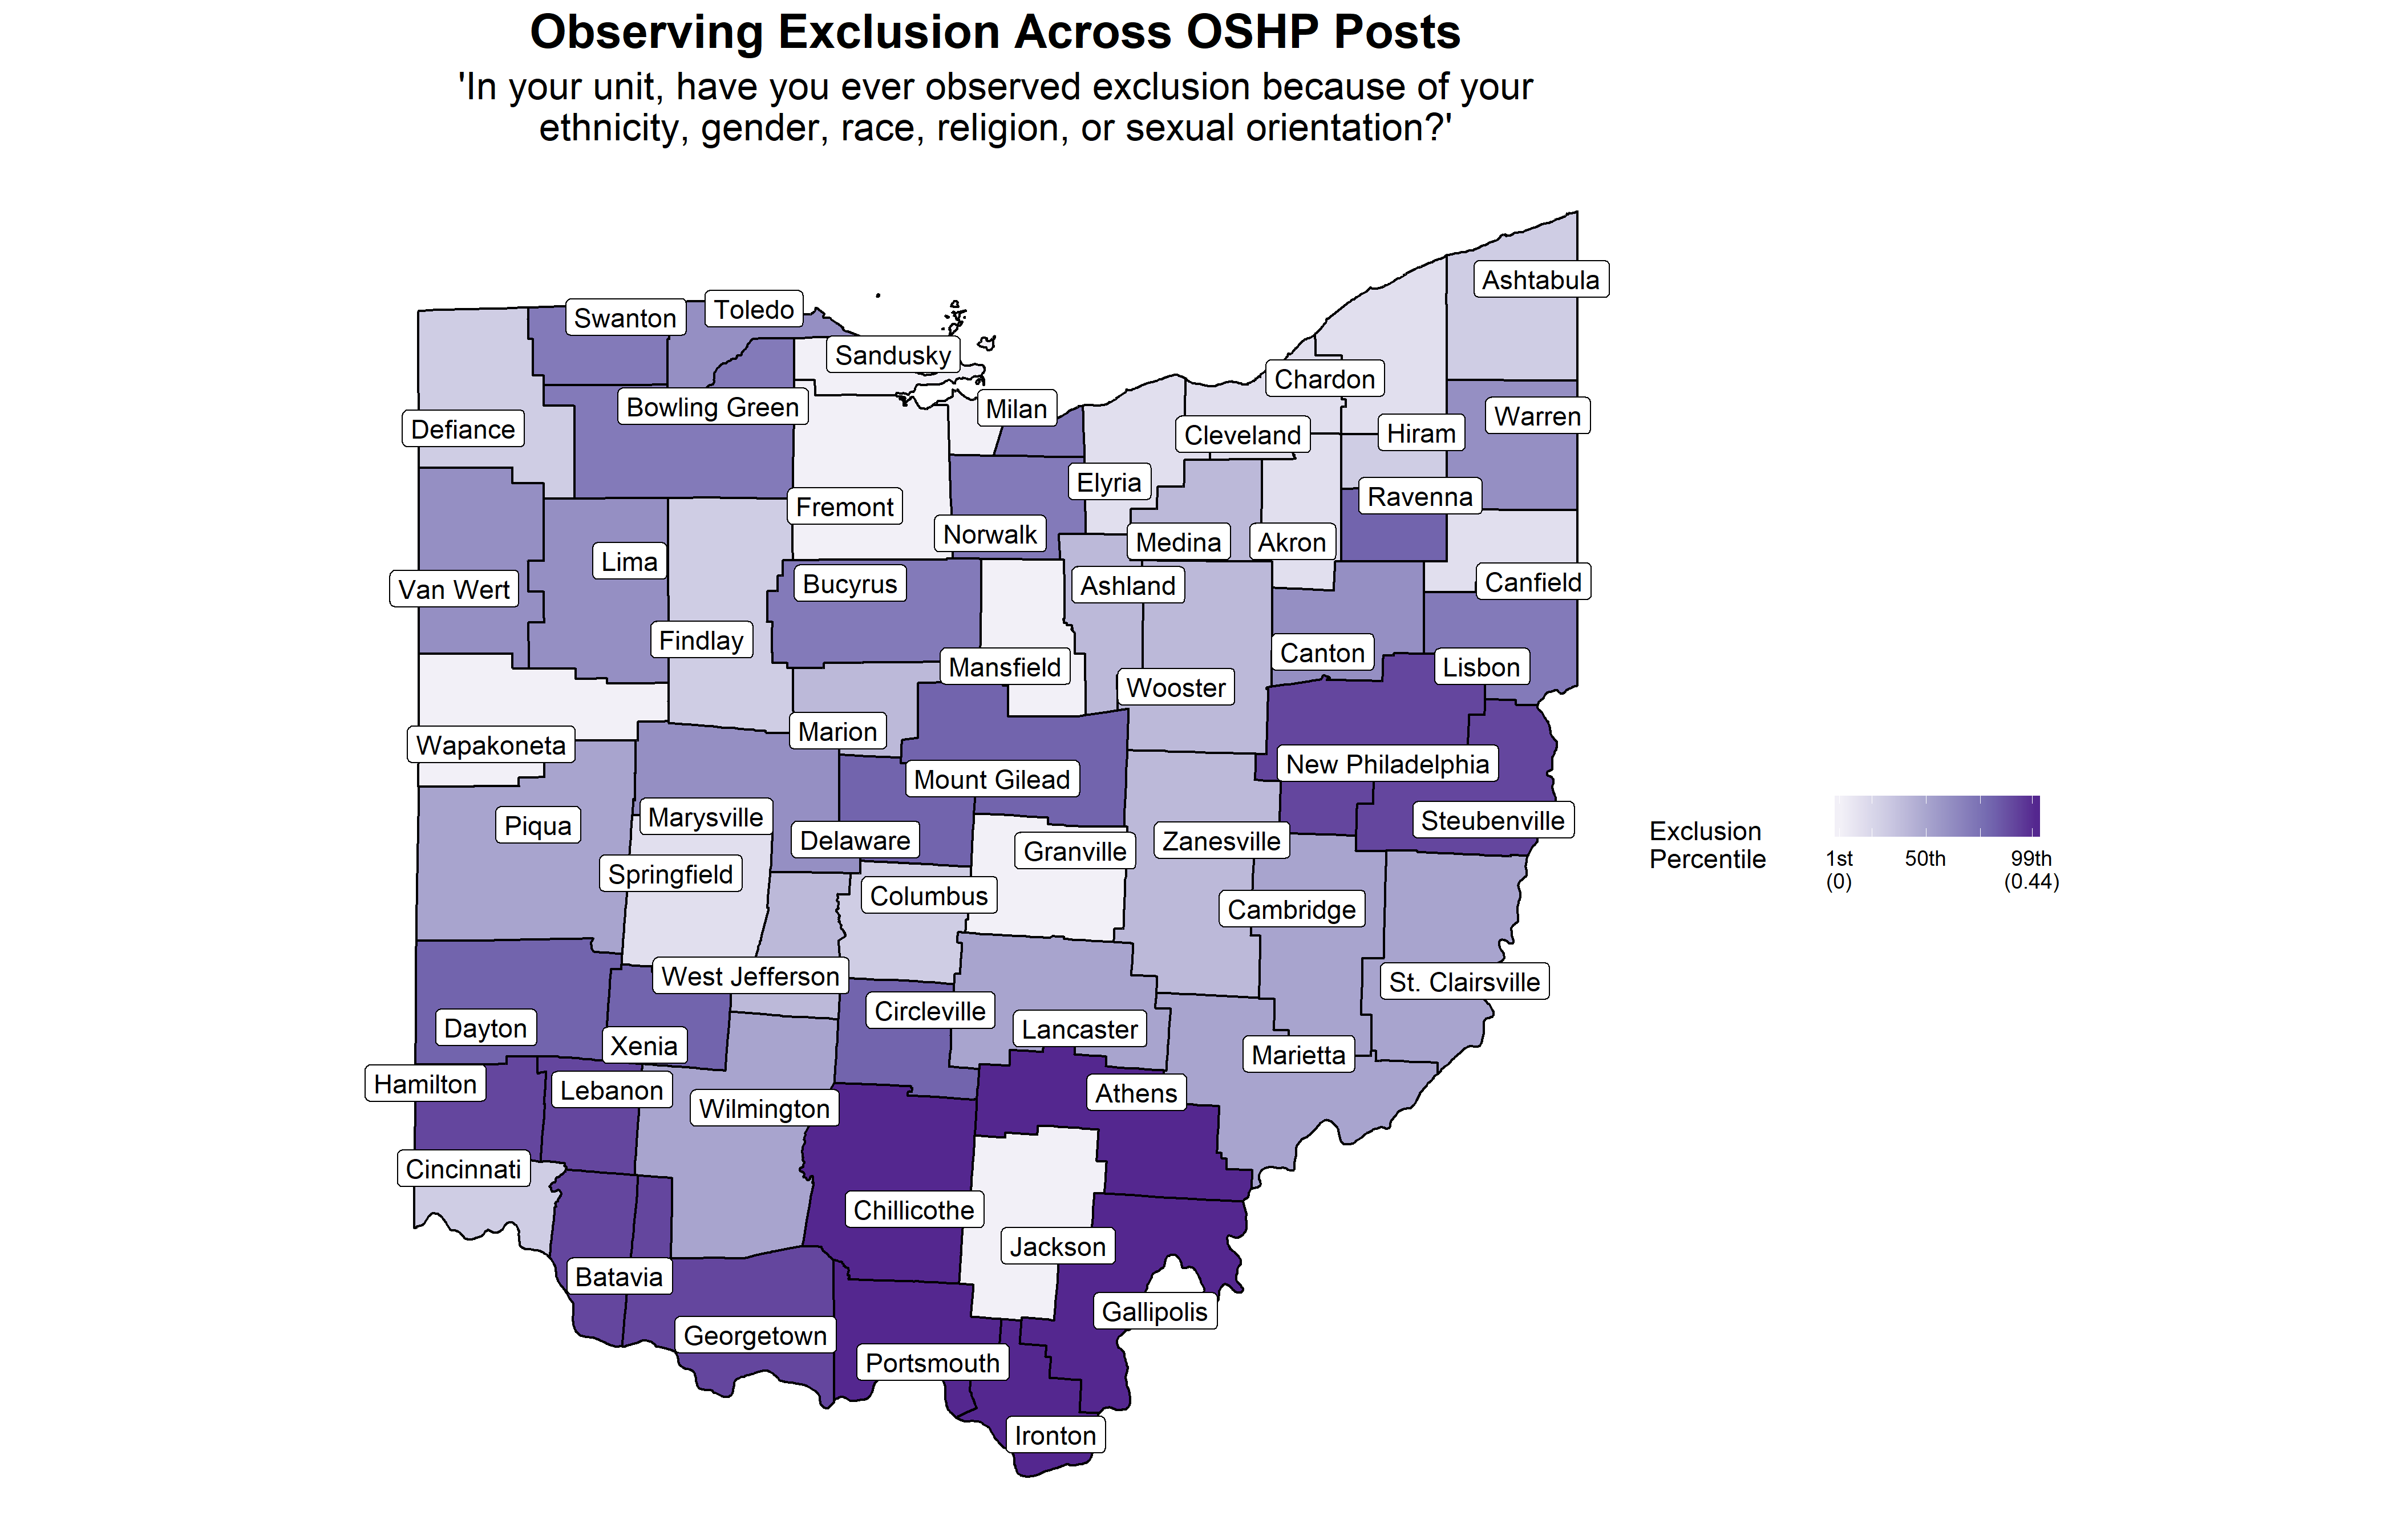 Observing Exclusion Across OSHP Posts
'In your unit, have you ever observed exclusion because of your
ethnicity, gender, race, religion, or sexual orientation?'
Ashtabula
Toledo
Swanton
Sandusky
Chardon
Bowling Green
Milan
Warren
Defiance
Cleveland
Hiram
Elyria
Ravenna
Fremont
Norwalk
Medina
Akron
Lima
Canfield
Bucyrus
Ashland
Van Wert
Findlay
Canton
Mansfield
Lisbon
Wooster
Marion
Wapakoneta
New Philadelphia
Mount Gilead
Marysville
Steubenville
Piqua
Delaware
Zanesville
Granville
Springfield
Columbus
Cambridge
West Jefferson
St. Clairsville
Circleville
Dayton
Lancaster
Xenia
Marietta
Hamilton
Lebanon
Athens
Wilmington
Cincinnati
Chillicothe
Jackson
Batavia
Gallipolis
Georgetown
Portsmouth
Ironton
Exclusion
Percentile
1st
(0)
50th
99th
(0.44)